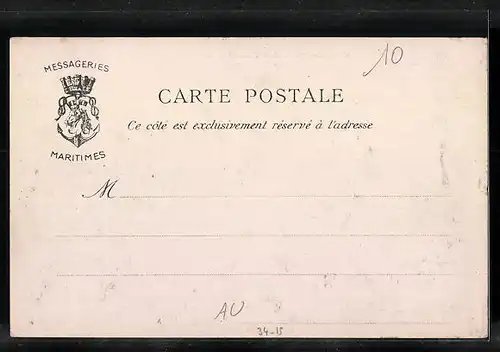 MESSAGERIES
MARITIMES
10
CARTE POSTALE
Ce côté est exclusivement réservé à l'adresse
M
AU
34-15